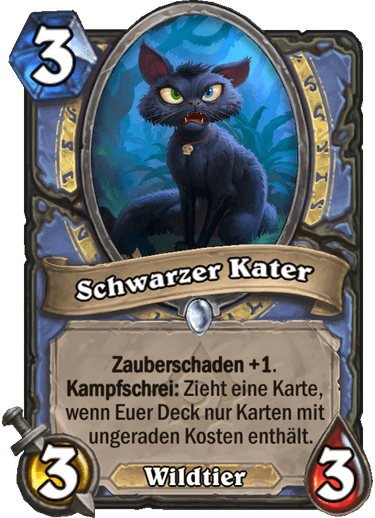 3
Schwarzer Kater
Zauberschaden +1.
Kampfschrei: Zieht eine Karte,
wenn Euer Deck nur Karten mit
ungeraden Kosten enthält.
3
Wildtier
3